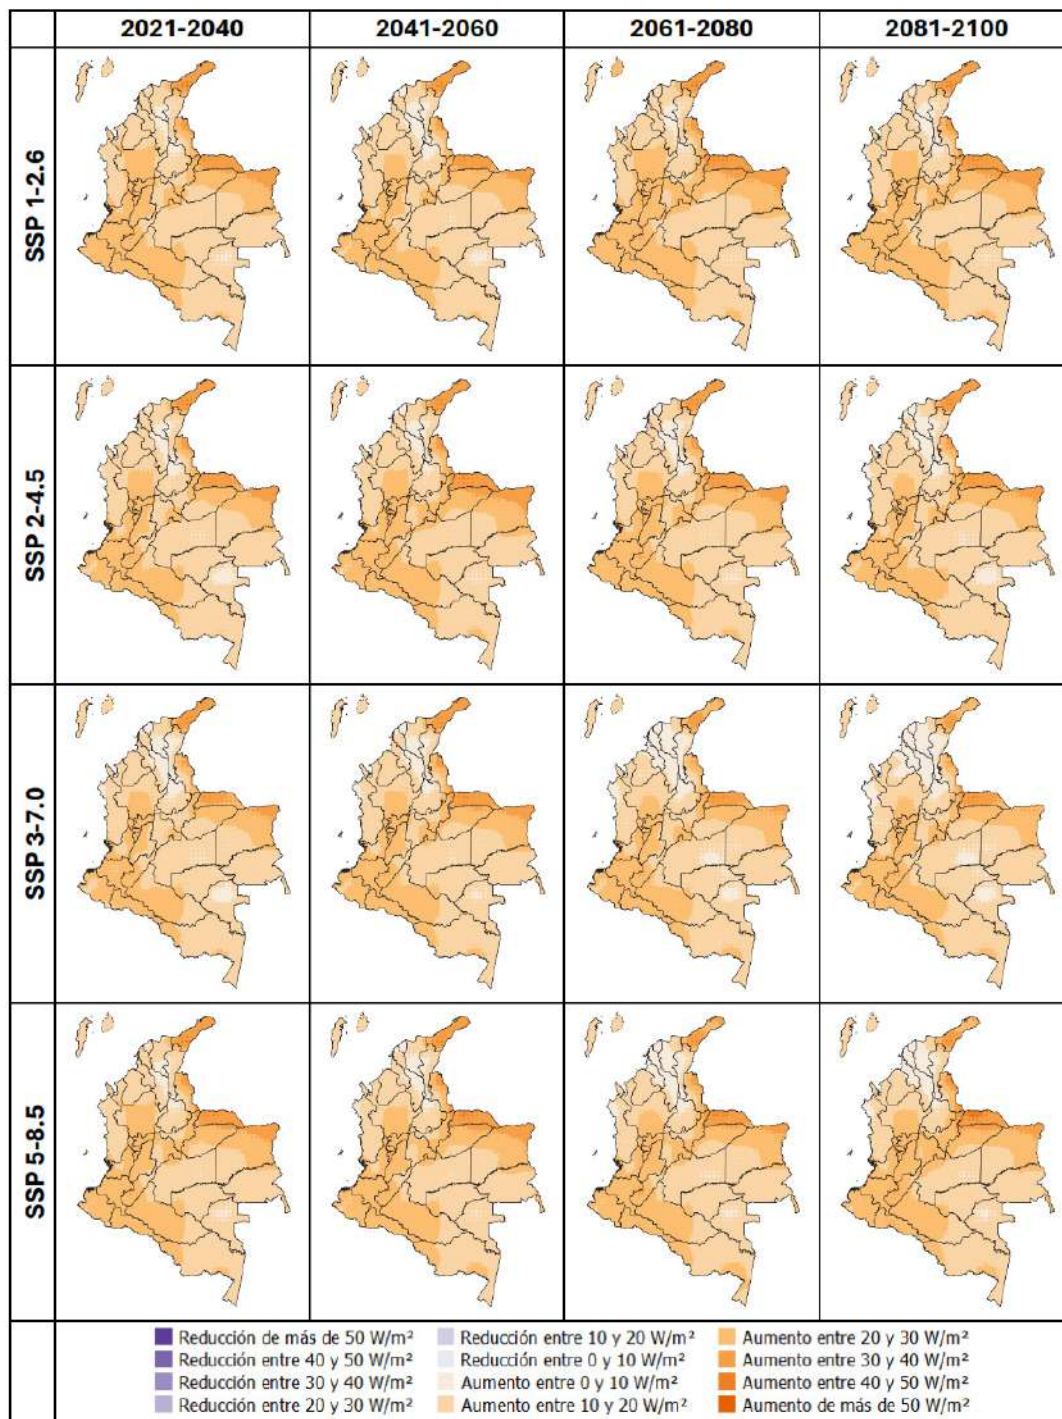 2021-2040 2041-2060 2061-2080 2081-2100
SSP 1-2.6
SSP 2-4.5
SSP 3-7.0
SSP 5-8.5
Reducción de más de 50 W/m² Reducción entre 10 y 20 W/m² Aumento entre 20 y 30 W/m²
Reducción entre 40 y 50 W/m² Reducción entre 0 y 10 W/m² Aumento entre 30 y 40 W/m²
Reducción entre 30 y 40 W/m² Aumento entre 0 y 10 W/m² Aumento entre 40 y 50 W/m²
Reducción entre 20 y 30 W/m² Aumento entre 10 y 20 W/m² Aumento de más de 50 W/m²